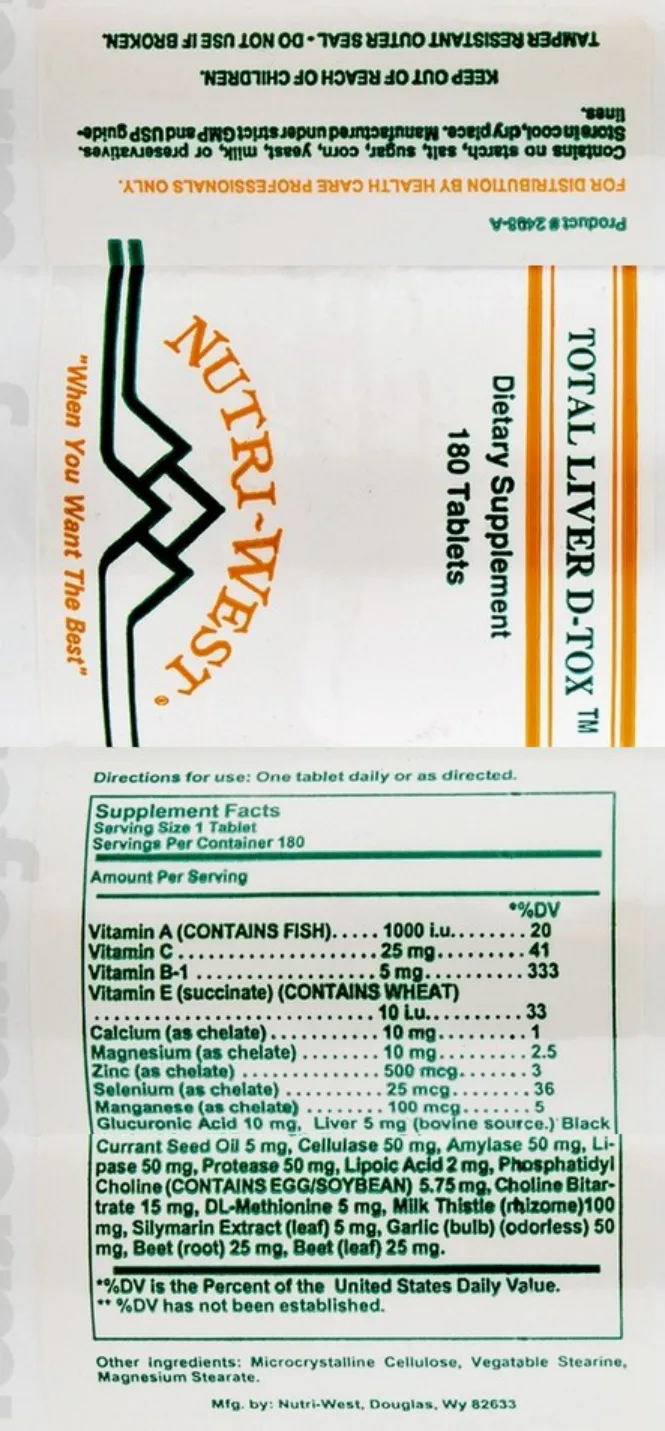 TAMPER RESISTANT OUTER SEAL - DO NOT USE IF BROKEN.
KEEP OUT OF REACH OF CHILDREN.
Contains no starch, salt, sugar, corn, yeast, milk, or preservatives.
Store in cool, dry place. Manufactured under strict GMP and USP guide-
lines.
FOR DISTRIBUTION BY HEALTH CARE PROFESSIONALS ONLY.
Product # 2408-A
TOTAL LIVER D-TOX ™
Dietary Supplement
180 Tablets
NUTRI-WEST®
"When You Want The Best"
Directions for use: One tablet daily or as directed.
Supplement Facts
Serving Size 1 Tablet
Servings Per Container 180
Amount Per Serving
*%DV
Vitamin A (CONTAINS FISH)..... 1000 i.u........ 20
Vitamin C .................... 25 mg......... 41
Vitamin B-1 .................. 5 mg.......... 333
Vitamin E (succinate) (CONTAINS WHEAT)
............................ 10 i.u.......... 33
Calcium (as chelate) ........... 10 mg......... 1
Magnesium (as chelate) ........ 10 mg......... 2.5
Zinc (as chelate) .............. 500 mcg....... 3
Selenium (as chelate) .......... 25 mcg........ 36
Manganese (as chelate) ........ 100 mcg....... 5
Glucuronic Acid 10 mg, Liver 5 mg (bovine source.) Black
Currant Seed Oil 5 mg, Cellulase 50 mg, Amylase 50 mg, Li-
pase 50 mg, Protease 50 mg, Lipoic Acid 2 mg, Phosphatidyl
Choline (CONTAINS EGG/SOYBEAN) 5.75 mg, Choline Bitar-
trate 15 mg, DL-Methionine 5 mg, Milk Thistle (rhizome)100
mg, Silymarin Extract (leaf) 5 mg, Garlic (bulb) (odorless) 50
mg, Beet (root) 25 mg, Beet (leaf) 25 mg.
*%DV is the Percent of the United States Daily Value.
** %DV has not been established.
Other ingredients: Microcrystalline Cellulose, Vegatable Stearine,
Magnesium Stearate.
Mfg. by: Nutri-West, Douglas, Wy 82633